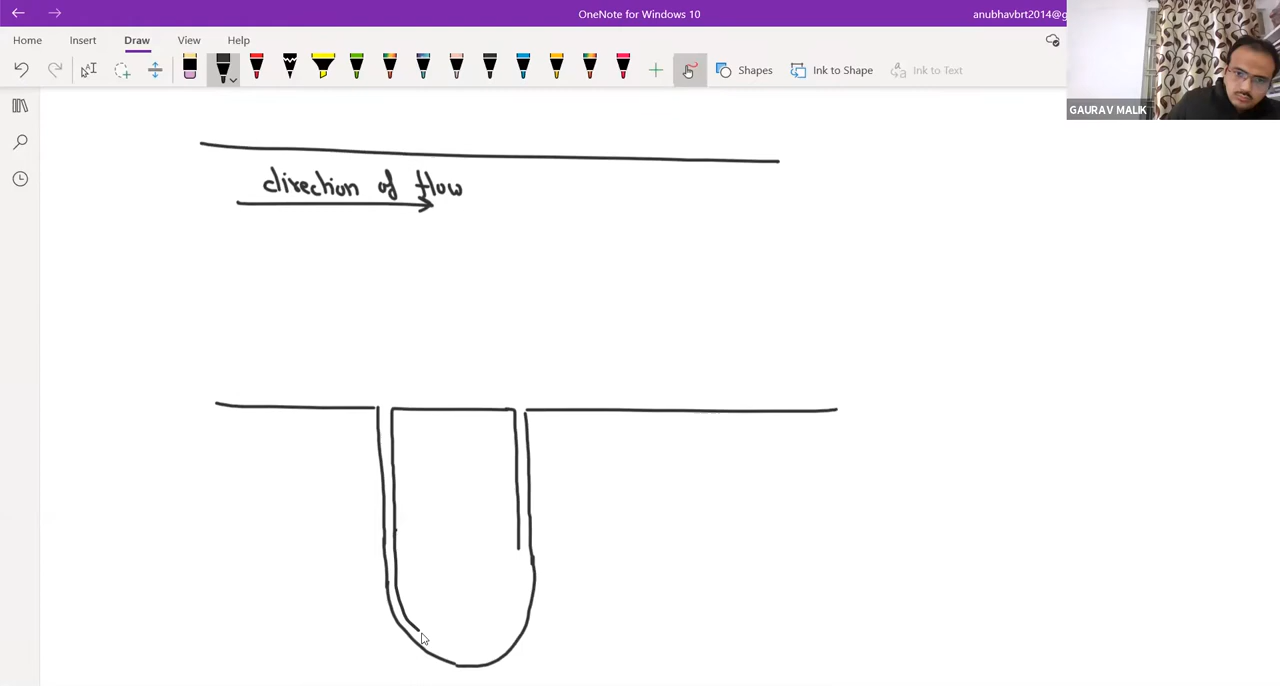 OneNote for Windows 10
anubhavbrt2014@g
Home Insert Draw View Help
Shapes Ink to Shape Ink to Text
GAURAV MALIK
direction of flow